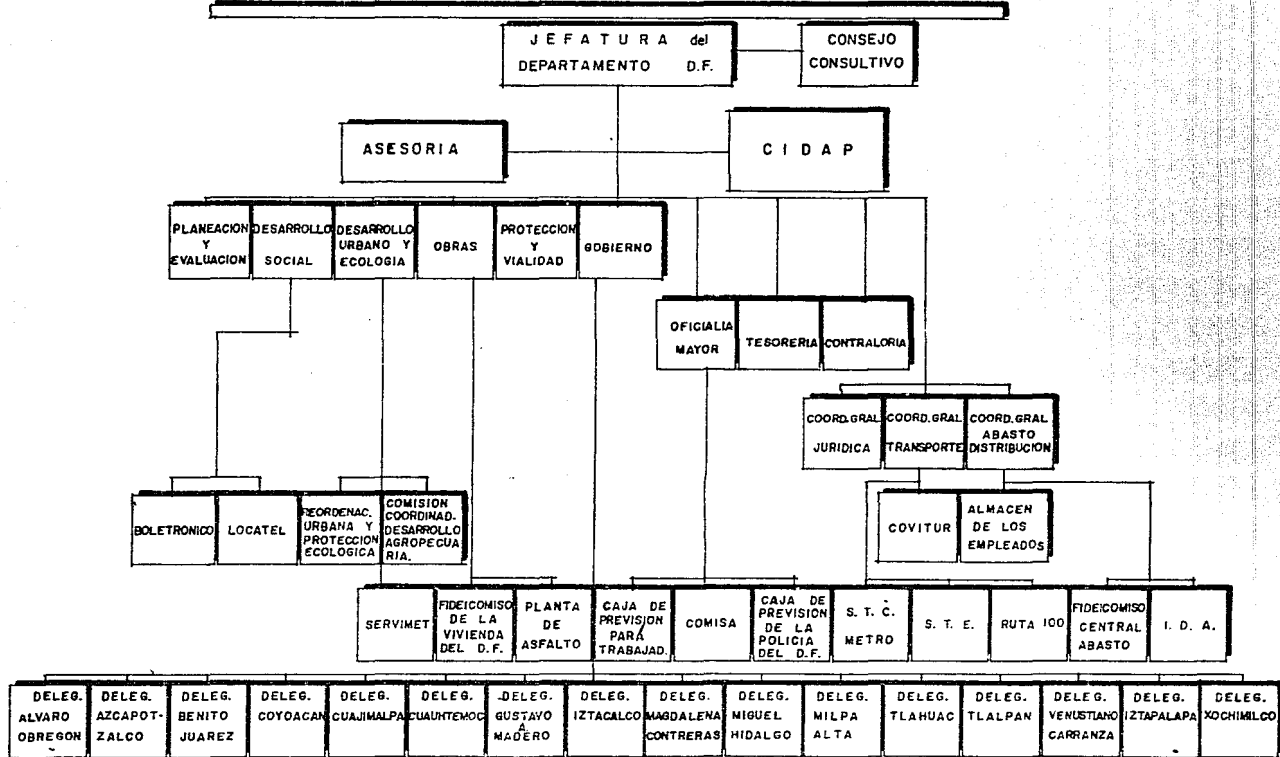 JEFATURA del
DEPARTAMENTO D.F.
CONSEJO
CONSULTIVO
ASESORIA
CIDAP
PLANEACION
Y
EVALUACION
DESARROLLO
SOCIAL
DESARROLLO
URBANO Y
ECOLOGIA
OBRAS
PROTECCION
Y
VIALIDAD
GOBIERNO
OFICIALIA
MAYOR
TESORERIA
CONTRALORIA
COORD.GRAL
JURIDICA
COORD.GRAL
TRANSPORTE
COORD.GRAL
ABASTO
DISTRIBUCION
BOLETRONICO
LOCATEL
REORDENAC.
URBANA Y
PROTECCION
ECOLOGICA
COMISION
COORDINAD.
DESARROLLO
AGROPECUA
RIA.
COVITUR
ALMACEN
DE LOS
EMPLEADOS
SERVIMET
FIDEICOMISO
DE LA
VIVIENDA
DEL D.F.
PLANTA
DE
ASFALTO
CAJA DE
PREVISION
PARA
TRABAJAD.
COMISA
CAJA DE
PREVISION
DE LA
POLICIA
DEL D.F.
S. T. C.
METRO
S. T. E.
RUTA 100
FIDEICOMISO
CENTRAL
ABASTO
I. D. A.
DELEG.
ALVARO
OBREGON
DELEG.
AZCAPOT-
ZALCO
DELEG.
BENITO
JUAREZ
DELEG.
COYOACAN
DELEG.
CUAJIMALPA
DELEG.
CUAUHTEMOC
DELEG.
GUSTAVO
A.
MADERO
DELEG.
IZTACALCO
DELEG.
MAGDALENA
CONTRERAS
DELEG.
MIGUEL
HIDALGO
DELEG.
MILPA
ALTA
DELEG.
TLAHUAC
DELEG.
TLALPAN
DELEG.
VENUSTIANO
CARRANZA
DELEG.
IZTAPALAPA
DELEG.
XOCHIMILCO